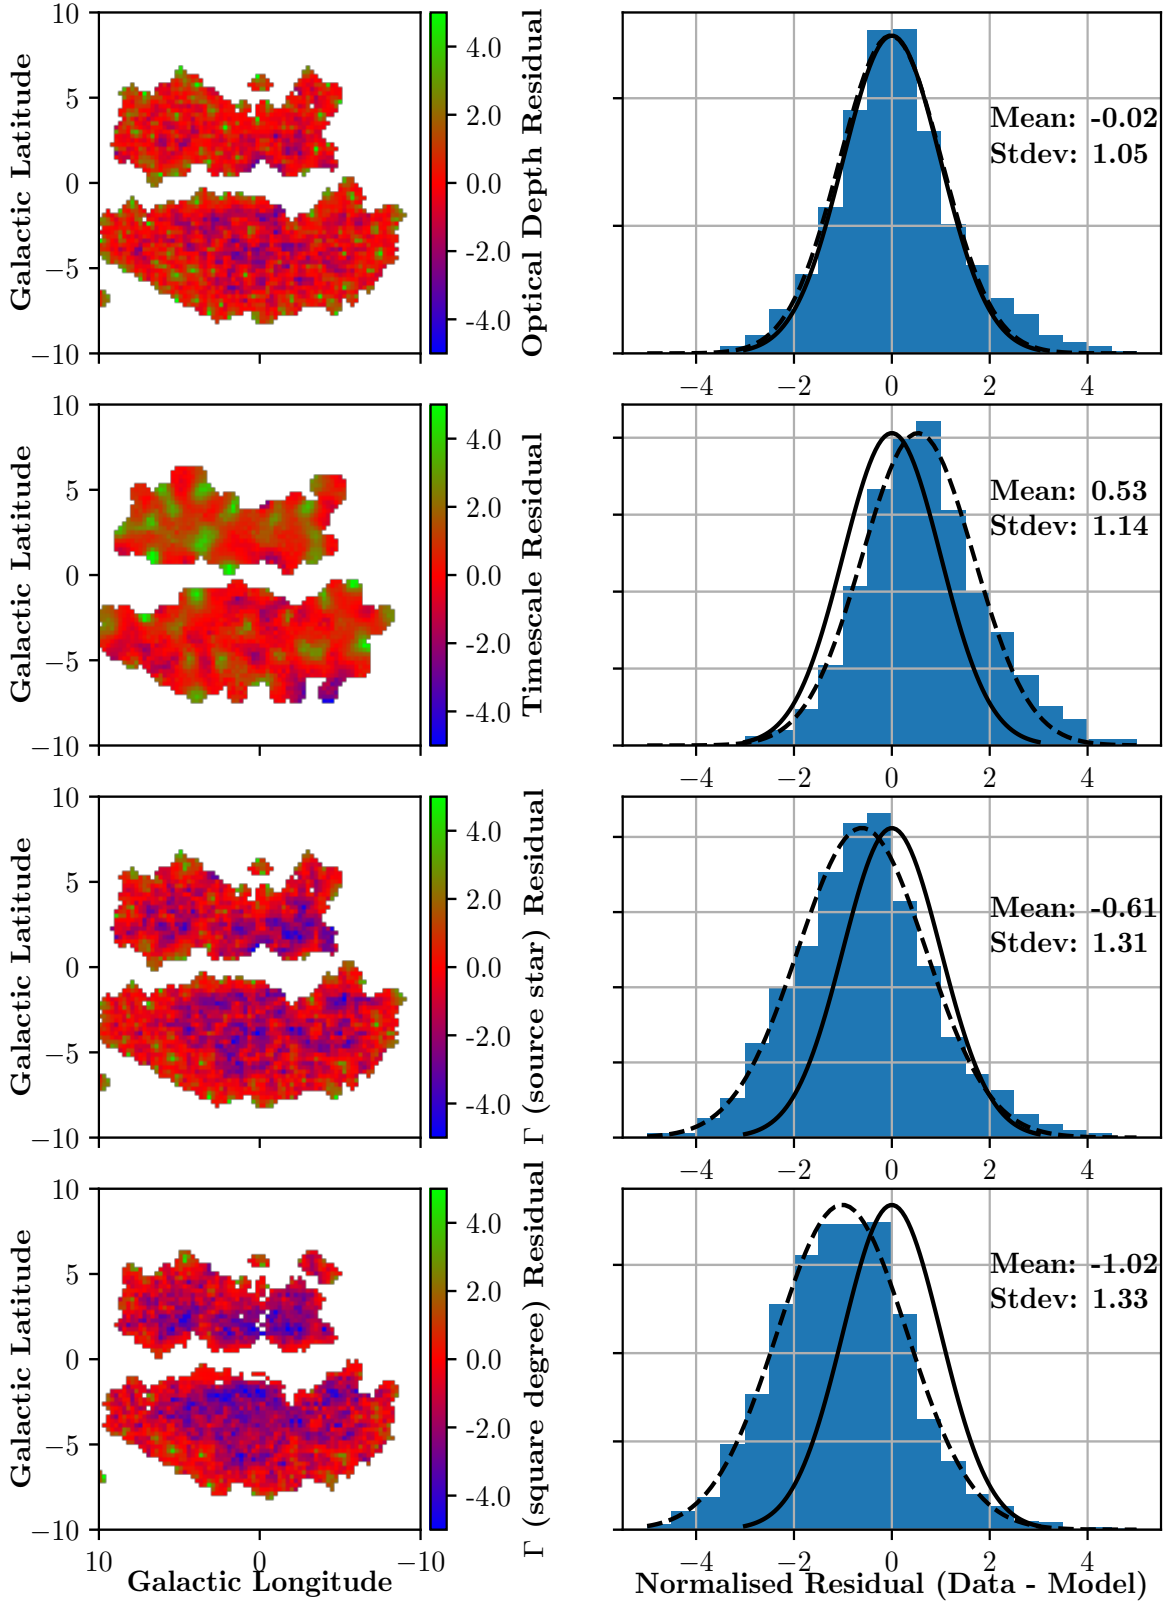 10
5
0
−5
−10
Galactic Latitude
4.0
2.0
0.0
-2.0
-4.0
Optical Depth Residual
Mean: -0.02
Stdev: 1.05
−4 −2 0 2 4
10
5
0
−5
−10
Galactic Latitude
4.0
2.0
0.0
-2.0
-4.0
Timescale Residual
Mean: 0.53
Stdev: 1.14
−4 −2 0 2 4
10
5
0
−5
−10
Galactic Latitude
4.0
2.0
0.0
-2.0
-4.0
Γ (source star) Residual
Mean: -0.61
Stdev: 1.31
−4 −2 0 2 4
10
5
0
−5
−10
Galactic Latitude
10 0 −10
Galactic Longitude
4.0
2.0
0.0
-2.0
-4.0
Γ (square degree) Residual
Mean: -1.02
Stdev: 1.33
−4 −2 0 2 4
Normalised Residual (Data - Model)